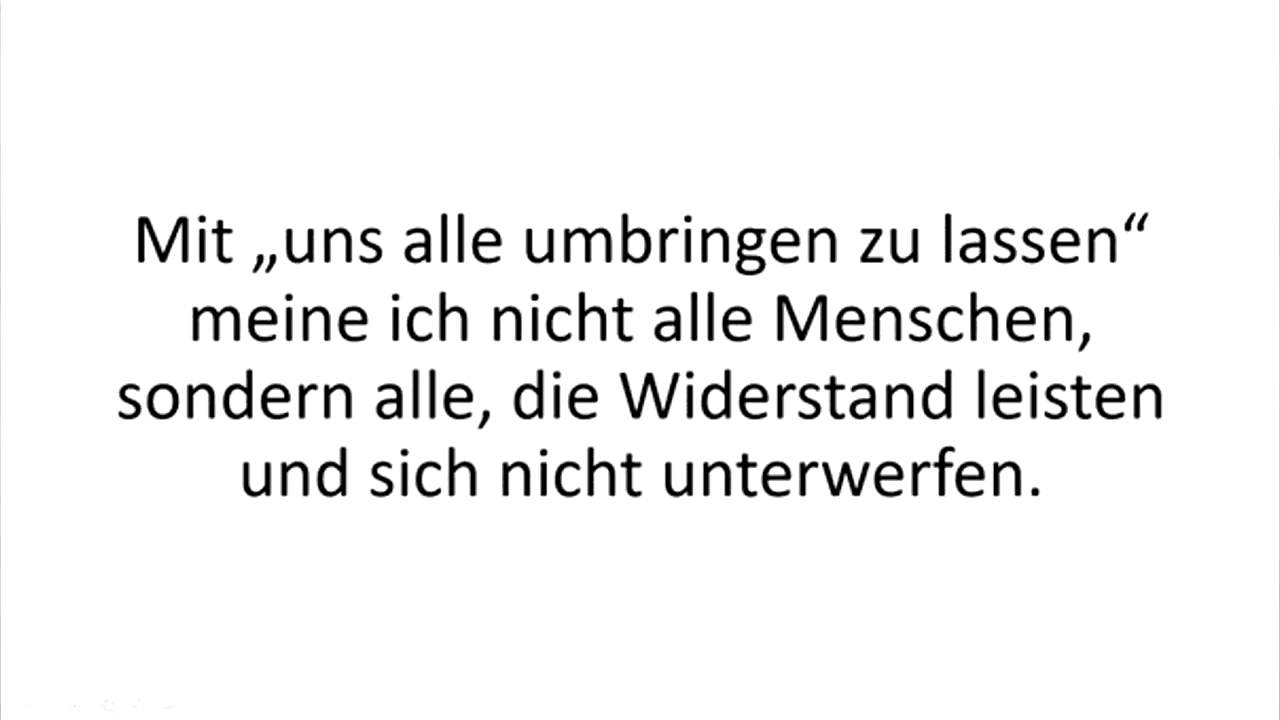 Mit „uns alle umbringen zu lassen“
meine ich nicht alle Menschen,
sondern alle, die Widerstand leisten
und sich nicht unterwerfen.